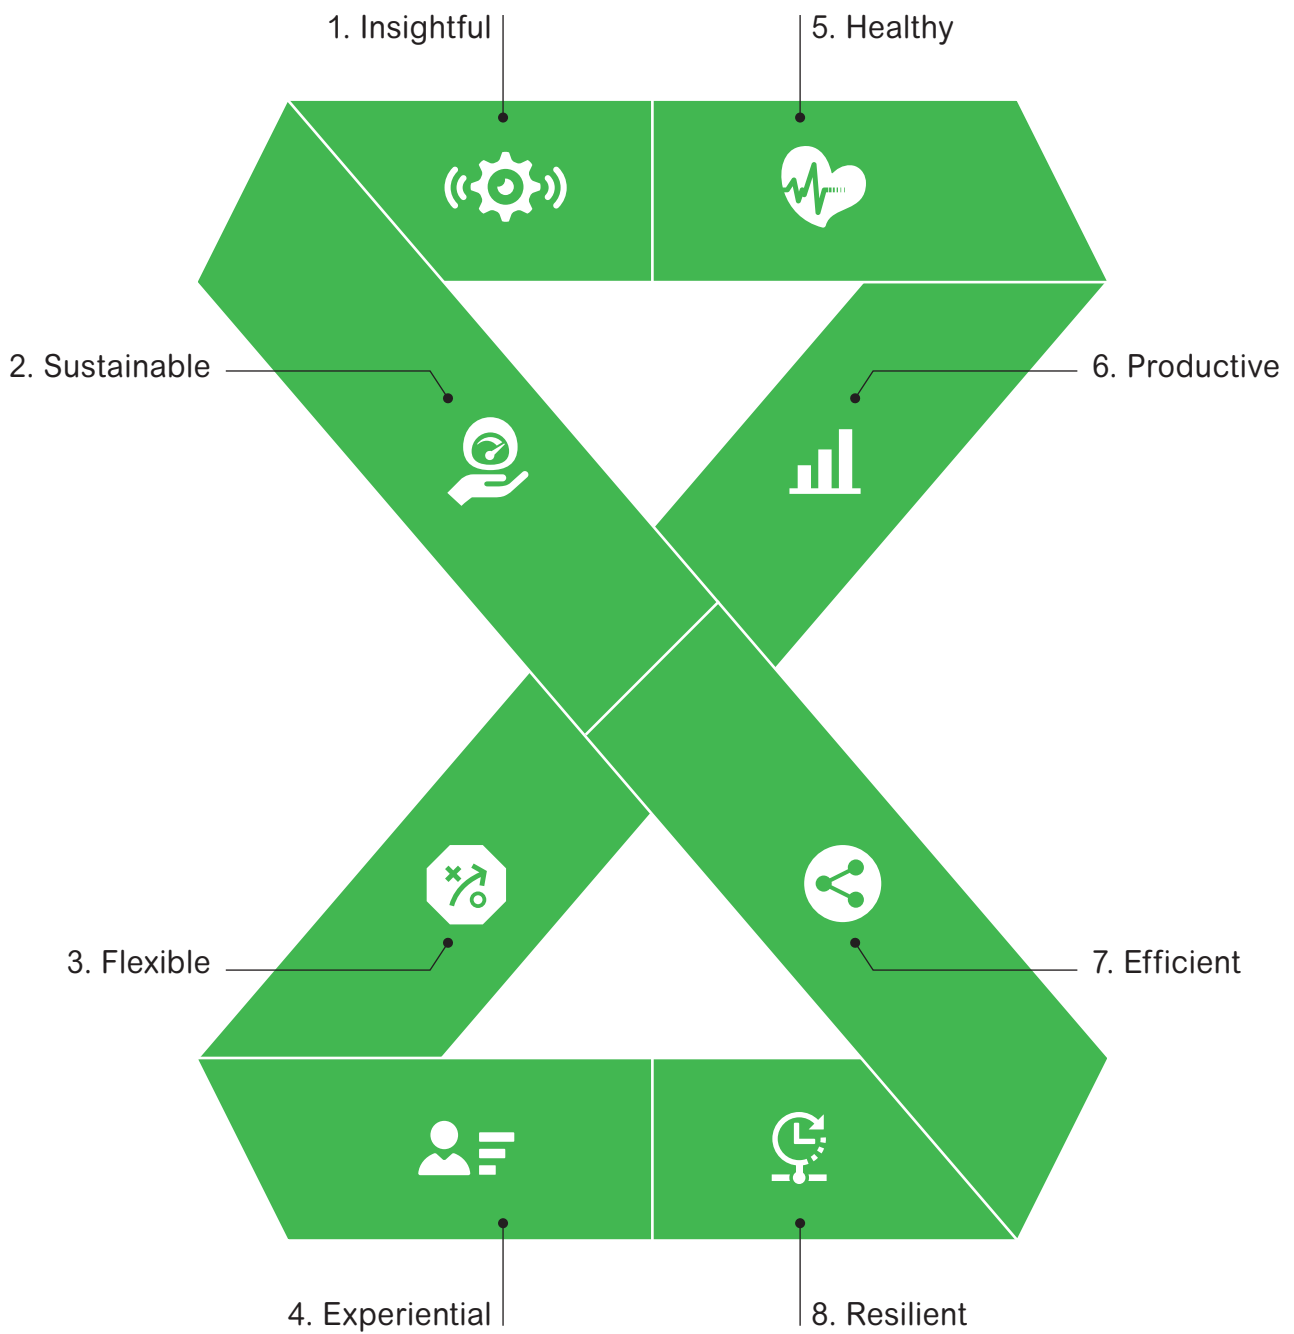 1. Insightful
5. Healthy
2. Sustainable
6. Productive
3. Flexible
7. Efficient
4. Experiential
8. Resilient